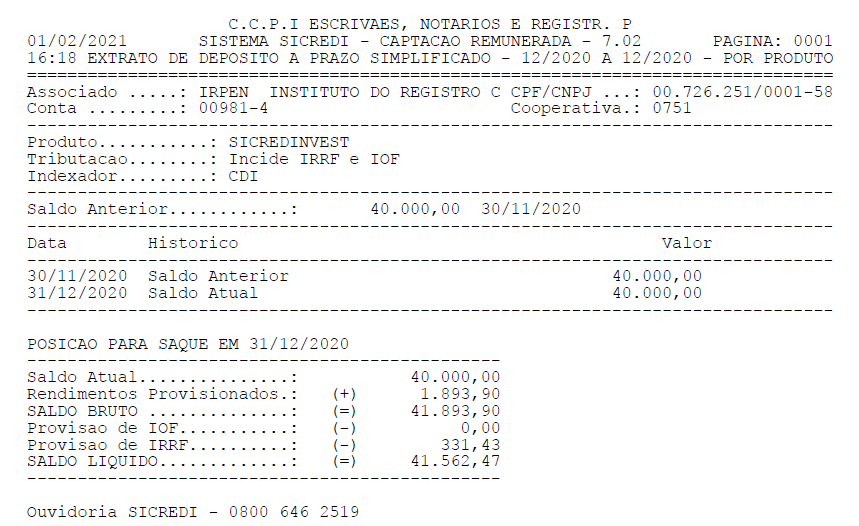 C.C.P.I ESCRIVAES, NOTARIOS E REGISTR. P
01/02/2021 SISTEMA SICREDI - CAPTACAO REMUNERADA - 7.02 PAGINA: 0001
16:18 EXTRATO DE DEPOSITO A PRAZO SIMPLIFICADO - 12/2020 A 12/2020 - POR PRODUTO
================================================================================
Associado .....: IRPEN  INSTITUTO DO REGISTRO C CPF/CNPJ ...: 00.726.251/0001-58
Conta .........: 00981-4 Cooperativa.: 0751
--------------------------------------------------------------------------------
Produto...........: SICREDINVEST
Tributacao........: Incide IRRF e IOF
Indexador.........: CDI
--------------------------------------------------------------------------------
Saldo Anterior............: 40.000,00 30/11/2020
--------------------------------------------------------------------------------
Data Historico Valor
--------------------------------------------------------------------------------
30/11/2020 Saldo Anterior 40.000,00
31/12/2020 Saldo Atual 40.000,00
--------------------------------------------------------------------------------
POSICAO PARA SAQUE EM 31/12/2020
-----------------------------------------------
Saldo Atual...............: 40.000,00
Rendimentos Provisionados.: (+) 1.893,90
SALDO BRUTO ..............: (=) 41.893,90
Provisao de IOF...........: (-) 0,00
Provisao de IRRF..........: (-) 331,43
SALDO LIQUIDO.............: (=) 41.562,47
-----------------------------------------------
Ouvidoria SICREDI - 0800 646 2519